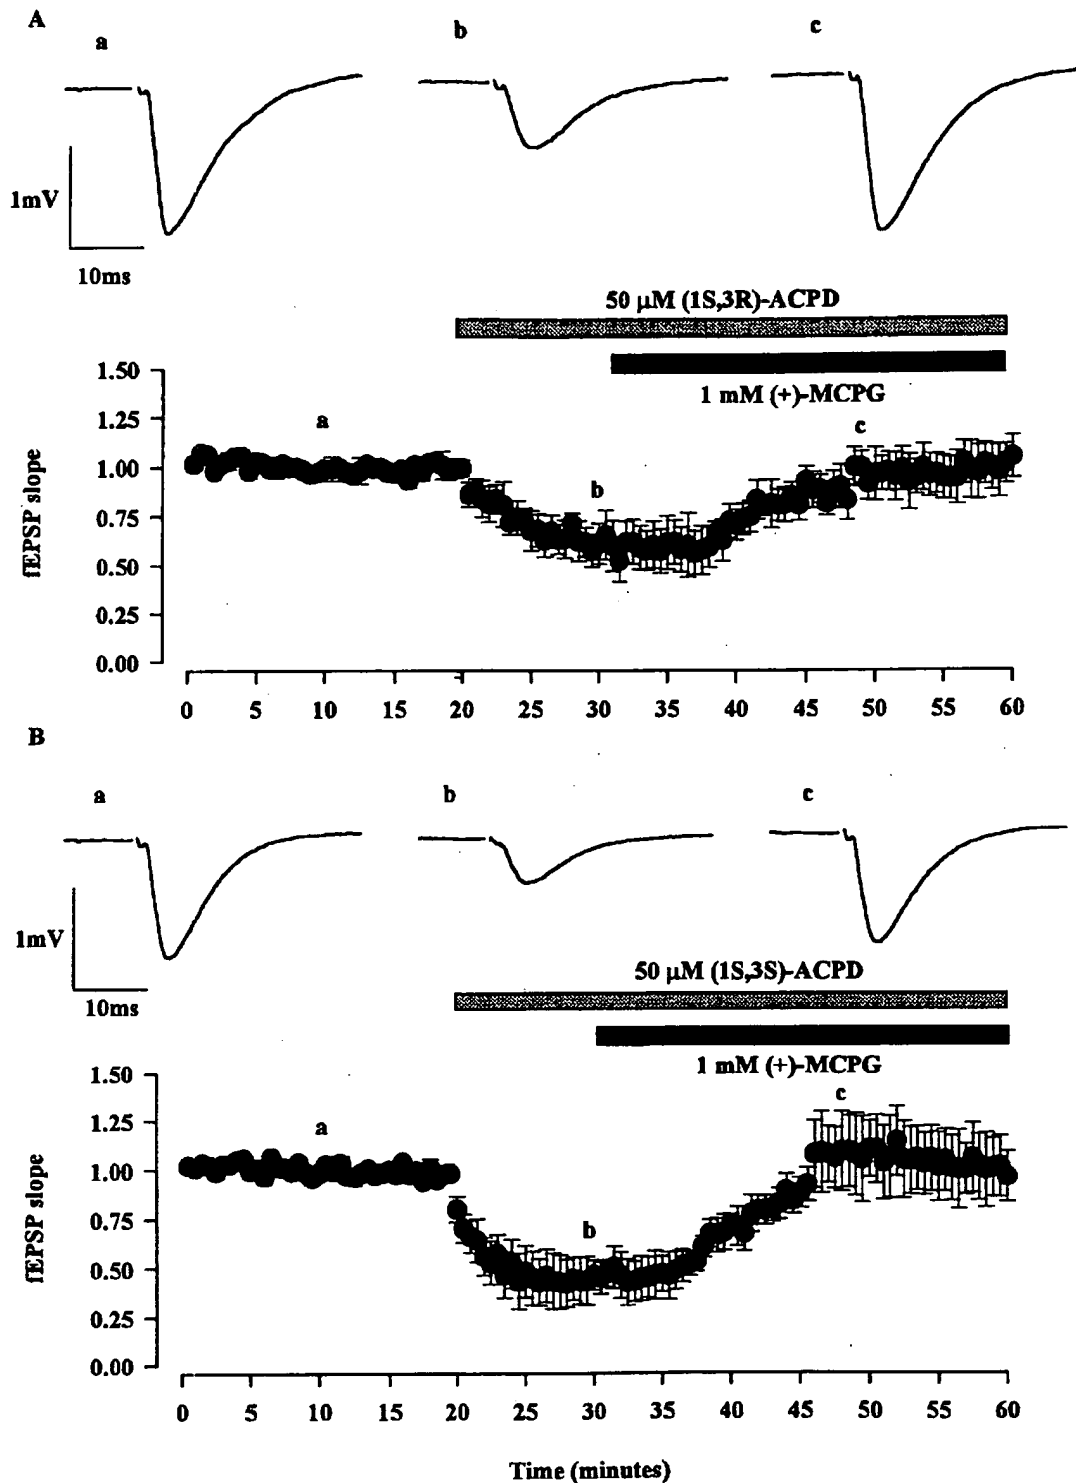 A
a
b
c
1mV
10ms
50 μM (1S,3R)-ACPD
1 mM (+)-MCPG
1.50
1.25
1.00
0.75
0.50
0.25
0.00
fEPSP slope
a
b
c
0 5 10 15 20 25 30 35 40 45 50 55 60
B
a
b
c
1mV
10ms
50 μM (1S,3S)-ACPD
1 mM (+)-MCPG
1.50
1.25
1.00
0.75
0.50
0.25
0.00
fEPSP slope
a
b
c
0 5 10 15 20 25 30 35 40 45 50 55 60
Time (minutes)